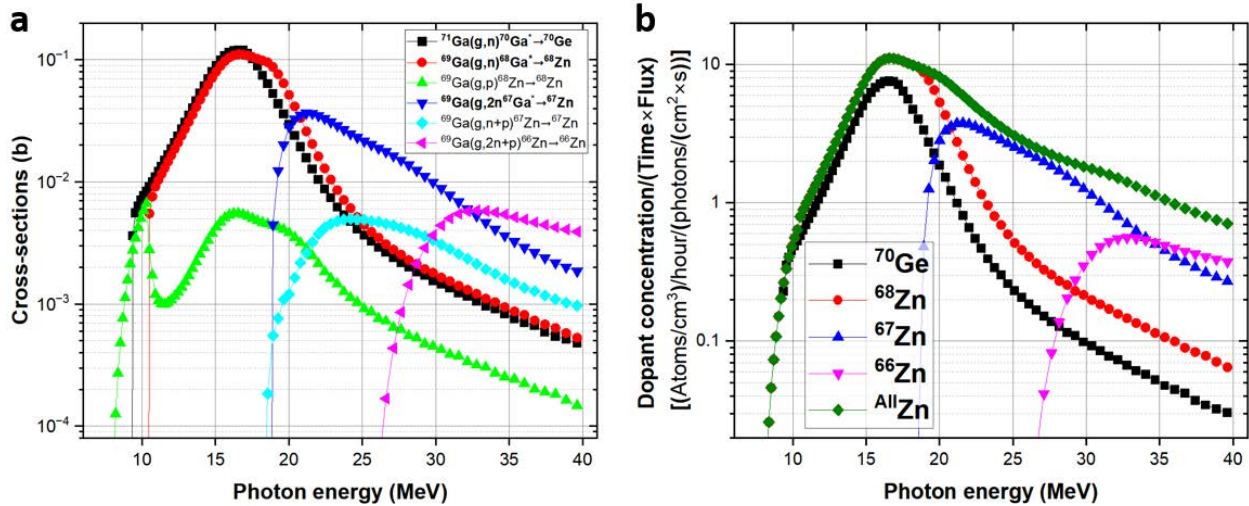 a
⁷¹Ga(g,n)⁷⁰Ga*→⁷⁰Ge
⁶⁹Ga(g,n)⁶⁸Ga*→⁶⁸Zn
⁶⁹Ga(g,p)⁶⁸Zn→⁶⁸Zn
⁶⁹Ga(g,2n⁶⁷Ga*→⁶⁷Zn
⁶⁹Ga(g,n+p)⁶⁷Zn→⁶⁷Zn
⁶⁹Ga(g,2n+p)⁶⁶Zn→⁶⁶Zn
Cross-sections (b)
10⁻¹
10⁻²
10⁻³
10⁻⁴
10 15 20 25 30 35 40
Photon energy (MeV)
b
Dopant concentration/(Time×Flux)
[(Atoms/cm³)/hour/(photons/(cm²×s)]
10
1
0.1
⁷⁰Ge
⁶⁸Zn
⁶⁷Zn
⁶⁶Zn
ᴬˡˡZn
10 15 20 25 30 35 40
Photon energy (MeV)